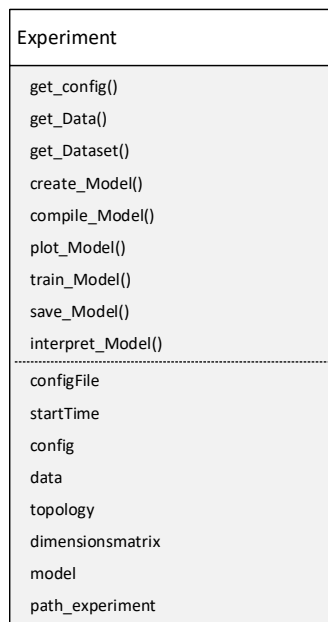 Experiment
get_config()
get_Data()
get_Dataset()
create_Model()
compile_Model()
plot_Model()
train_Model()
save_Model()
interpret_Model()
configFile
startTime
config
data
topology
dimensionsmatrix
model
path_experiment